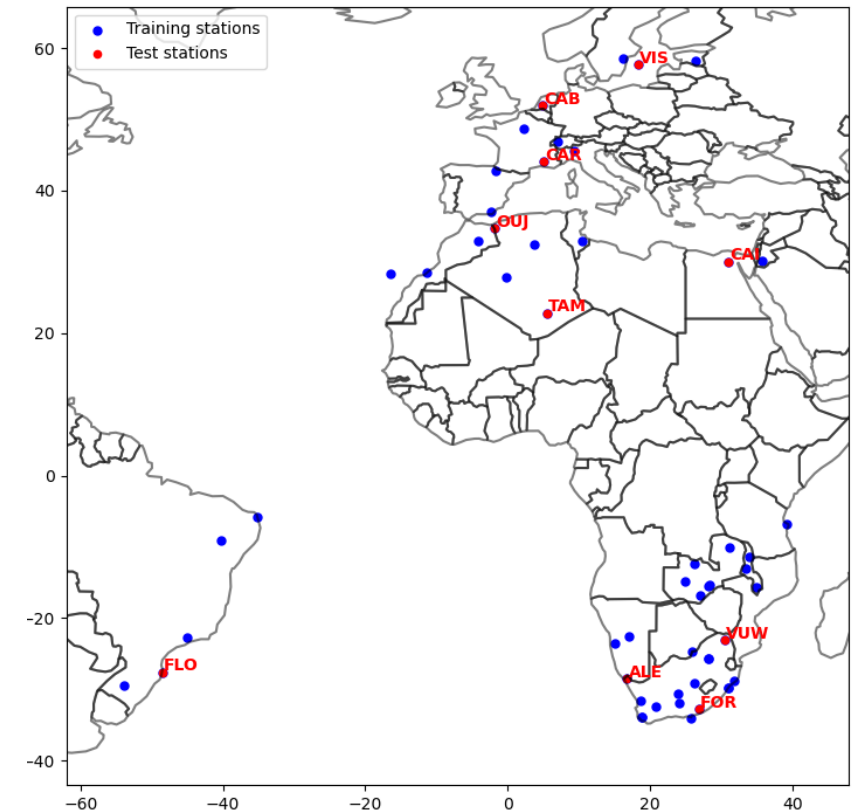 Training stations
Test stations
60
VIS
CAB
CAR
40
OUJ
CAI
TAM
20
0
-20
VUW
FLO
ALE
FOR
-40
-60 -40 -20 0 20 40